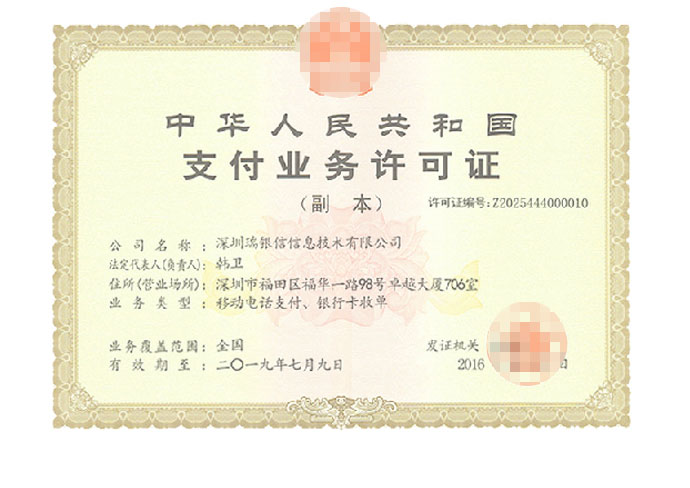 中华人民共和国
支付业务许可证
（副 本）
许可证编号：Z2025444000010
公司名称：深圳瑞银信信息技术有限公司
法定代表人(负责人)：韩卫
住所(营业场所)：深圳市福田区福华一路98号卓越大厦706室
业务类型：移动电话支付、银行卡收单
业务覆盖范围：全国
发证机关
有效期至：二〇一九年七月九日
2016 日